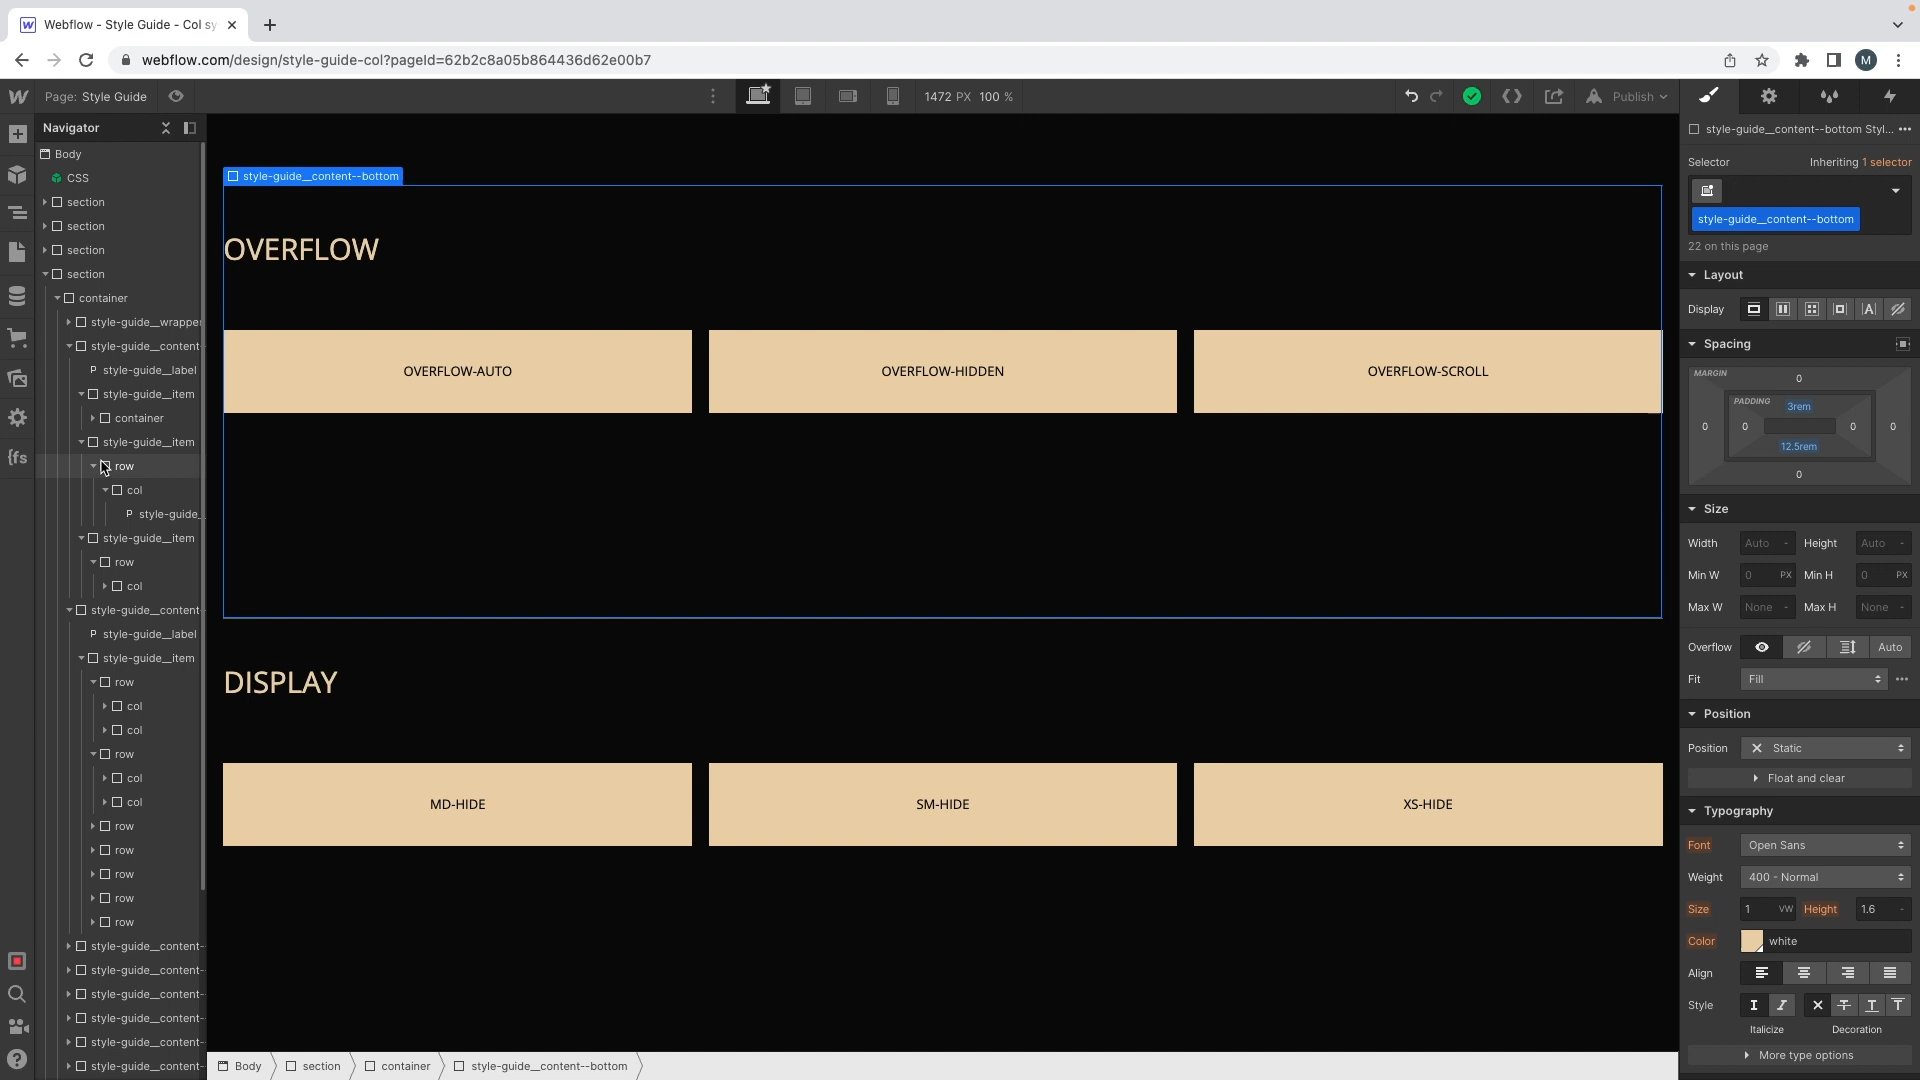 Webflow - Style Guide - Col sy
webflow.com/design/style-guide-col?pageId=62b2c8a05b864436d62e00b7
M
Page: Style Guide
1472 PX 100 %
Publish
Navigator
Body
CSS
section
section
section
section
container
style-guide__wrapper
style-guide__content-
style-guide__label
style-guide__item
container
style-guide__item
row
col
style-guide_
style-guide__item
row
col
style-guide__content-
style-guide__label
style-guide__item
row
col
col
row
col
col
row
row
row
row
row
style-guide__content-
style-guide__content-
style-guide__content-
style-guide__content-
style-guide__content-
style-guide__content-
style-guide__content--bottom
OVERFLOW
OVERFLOW-AUTO
OVERFLOW-HIDDEN
OVERFLOW-SCROLL
DISPLAY
MD-HIDE
SM-HIDE
XS-HIDE
Body
section
container
style-guide__content--bottom
style-guide__content--bottom Styl...
Selector
Inheriting 1 selector
style-guide__content--bottom
22 on this page
Layout
Display
Spacing
MARGIN
0
PADDING
3rem
0
0
0
0
12.5rem
0
Size
Width
Auto
-
Height
Auto
-
Min W
0
PX
Min H
0
PX
Max W
None
-
Max H
None
-
Overflow
Auto
Fit
Fill
Position
Position
Static
Float and clear
Typography
Font
Open Sans
Weight
400 - Normal
Size
1
VW
Height
1.6
-
Color
white
Align
Style
Italicize
Decoration
More type options